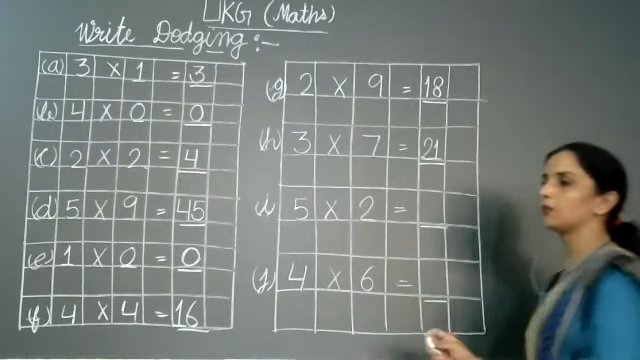 UKG (Maths)
Write Dodging :-
(a) 3 X 1 = 3
(b) 4 X 0 = 0
(c) 2 X 2 = 4
(d) 5 X 9 = 45
(e) 1 X 0 = 0
(f) 4 X 4 = 16
(g) 2 X 9 = 18
(h) 3 X 7 = 21
(i) 5 X 2 =
(j) 4 X 6 =